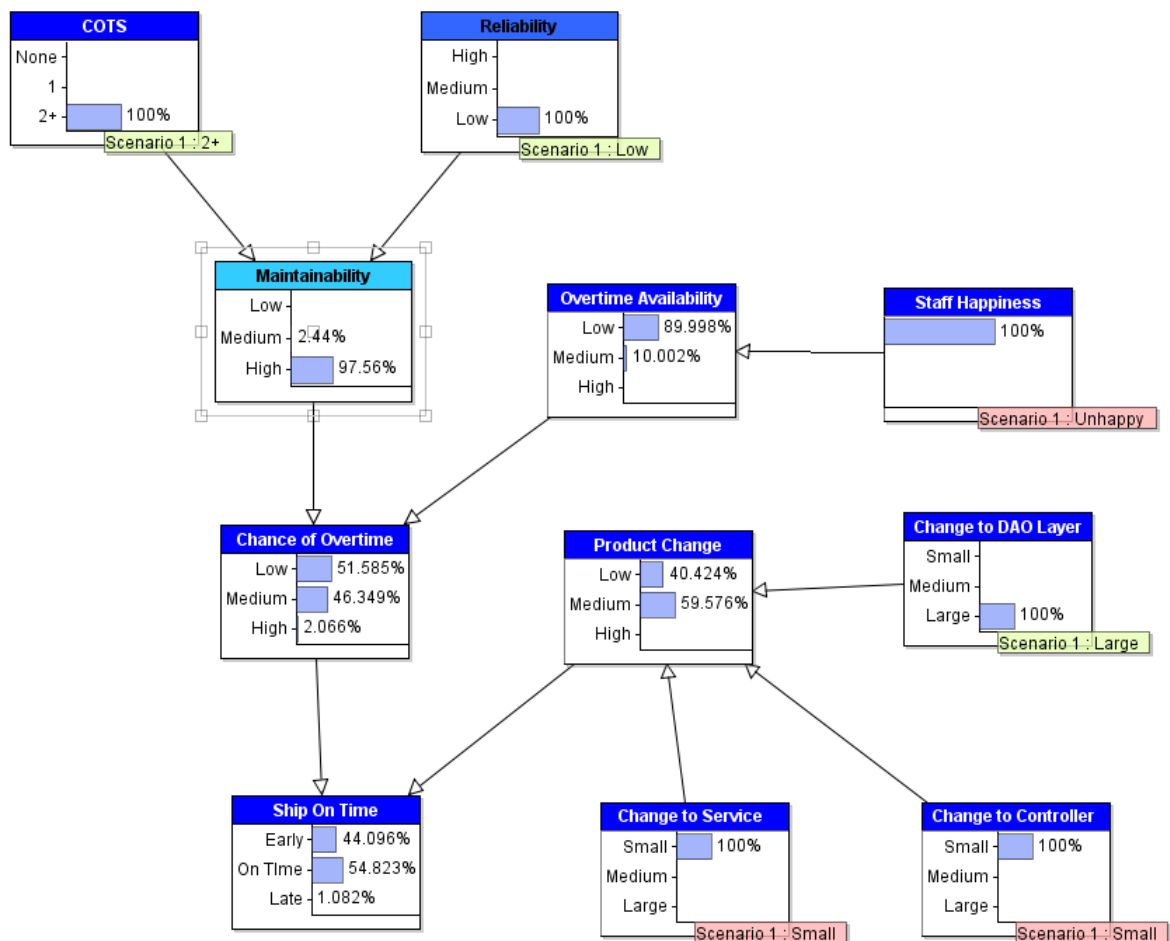 COTS
None
1
2+ 100%
Scenario 1 : 2+
Reliability
High
Medium
Low 100%
Scenario 1 : Low
Maintainability
Low
Medium 2.44%
High 97.56%
Overtime Availability
Low 89.998%
Medium 10.002%
High
Staff Happiness
100%
Scenario 1 : Unhappy
Chance of Overtime
Low 51.585%
Medium 46.349%
High 2.066%
Product Change
Low 40.424%
Medium 59.576%
High
Change to DAO Layer
Small
Medium
Large 100%
Scenario 1 : Large
Ship On Time
Early 44.096%
On TIme 54.823%
Late 1.082%
Change to Service
Small 100%
Medium
Large
Scenario 1 : Small
Change to Controller
Small 100%
Medium
Large
Scenario 1 : Small